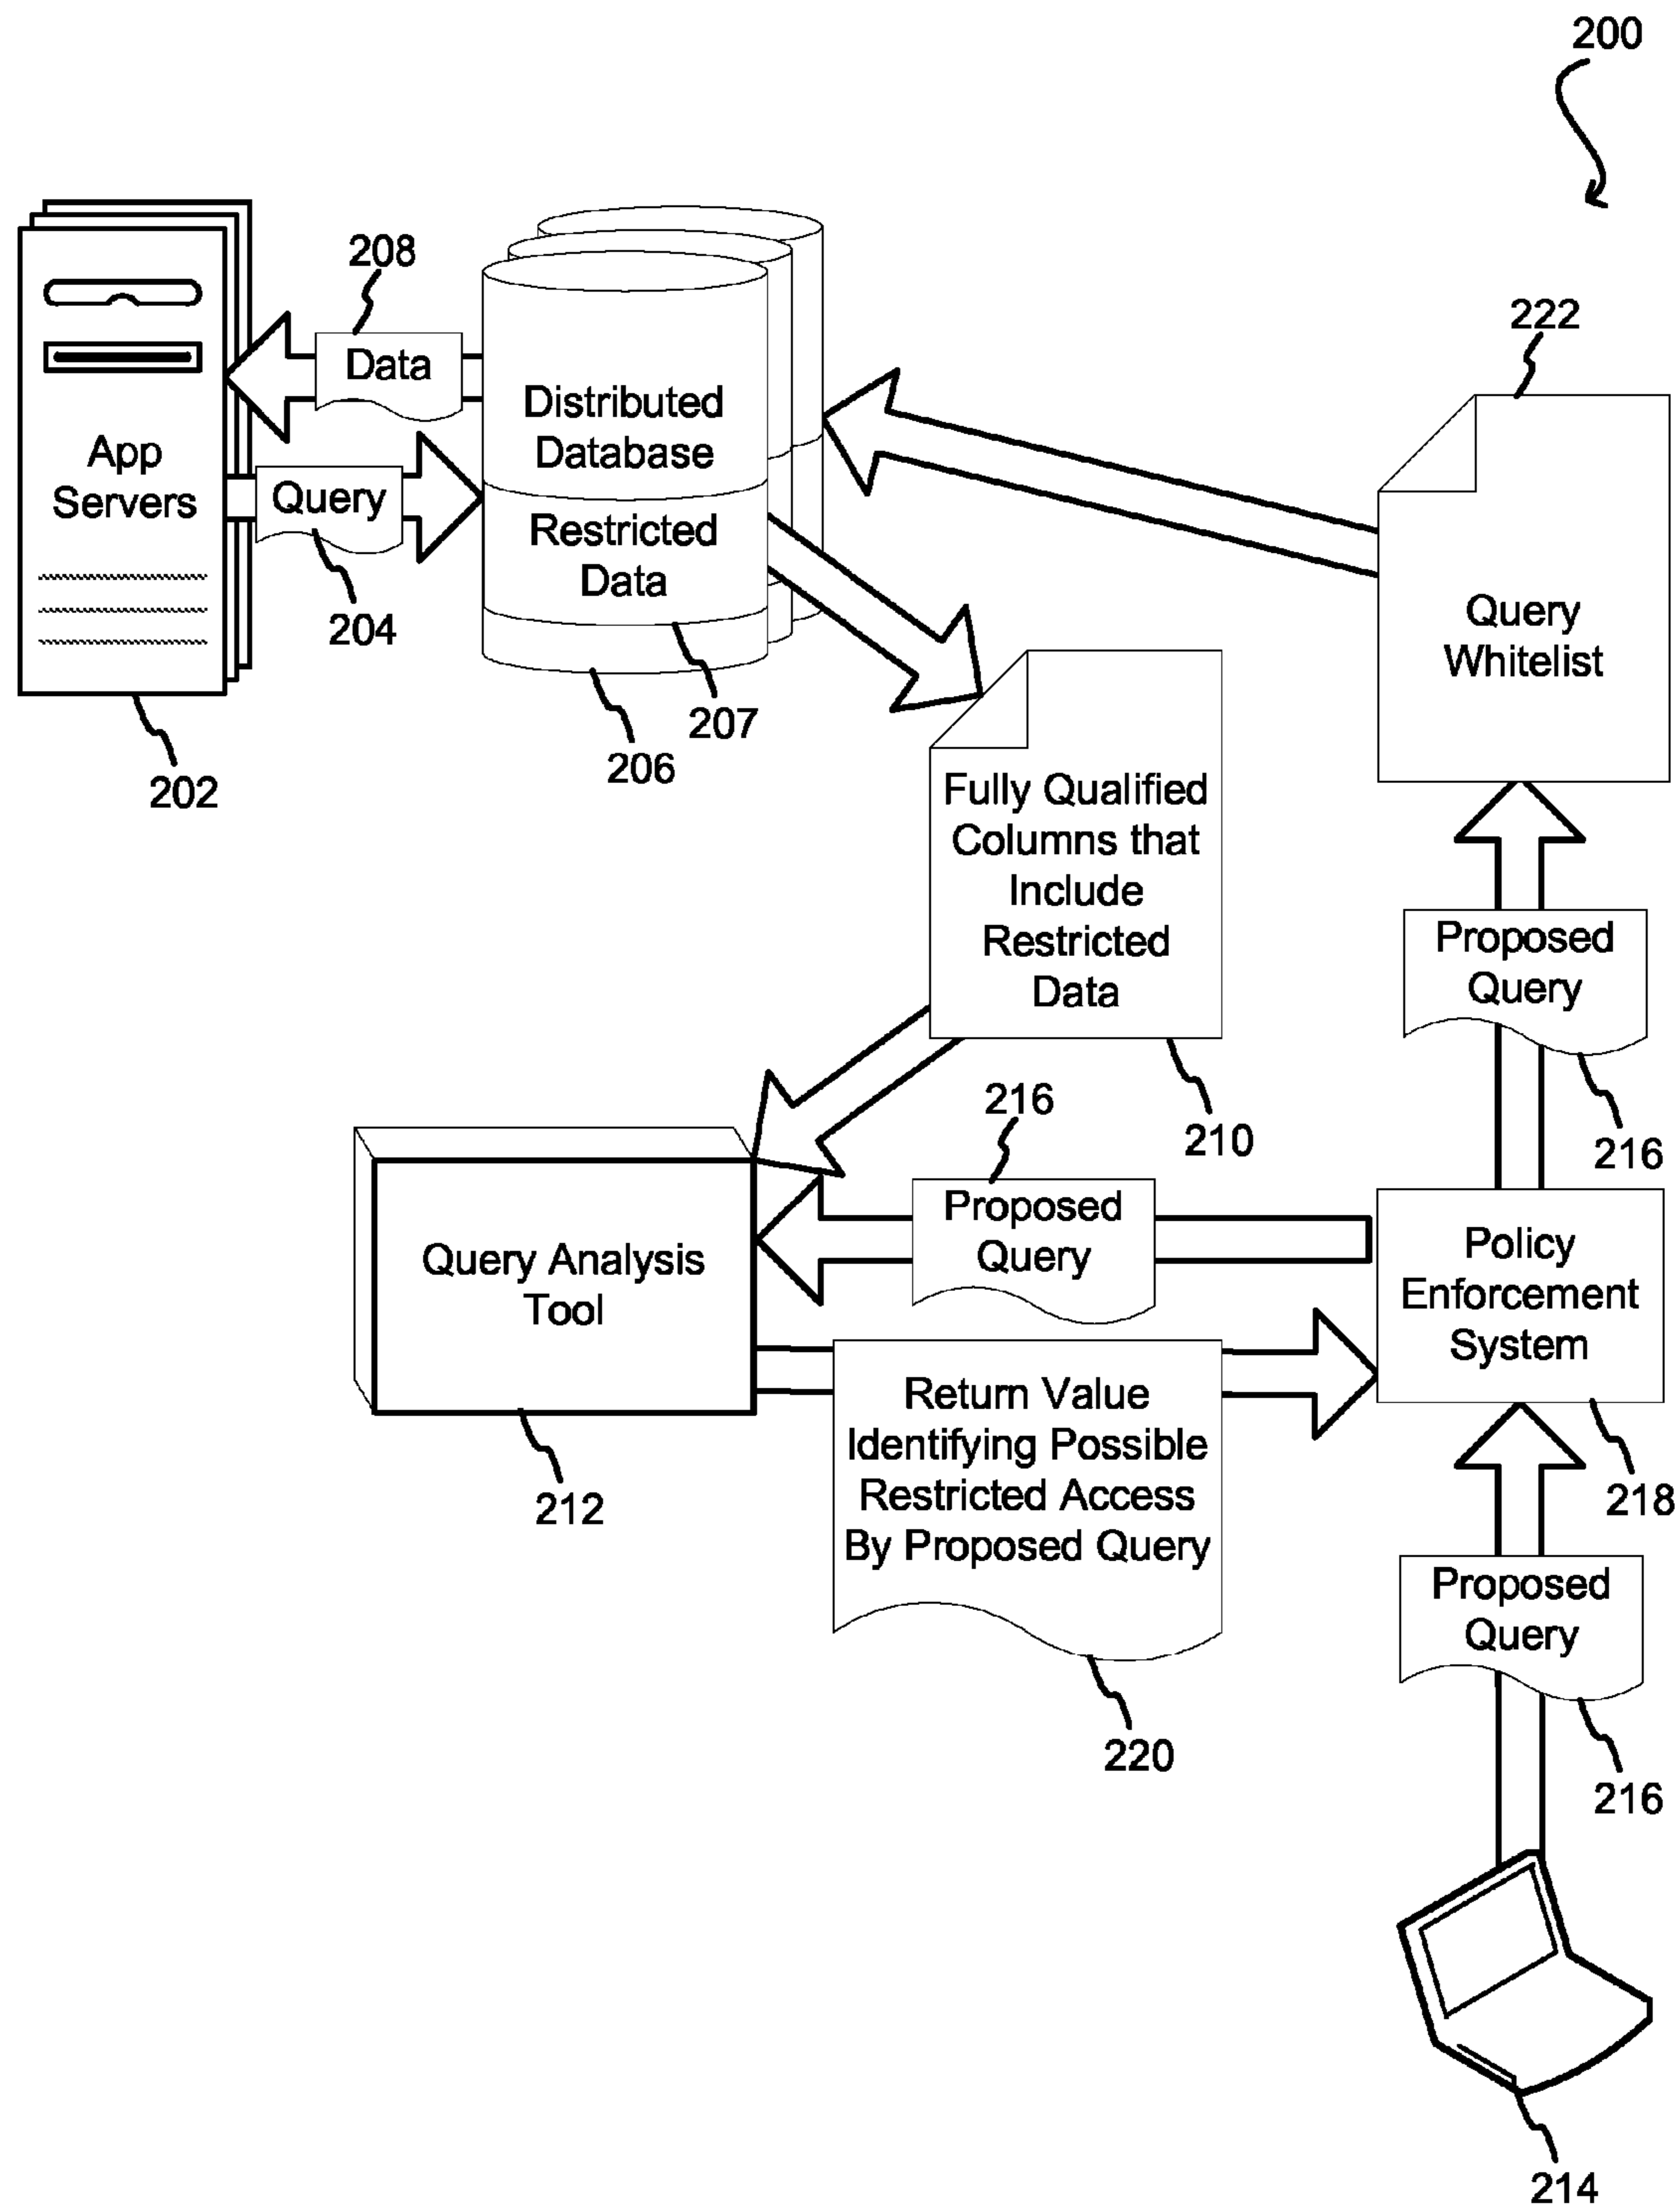 200
208
Data
App
Servers
Query
204
202
Distributed
Database
Restricted
Data
207
206
222
Query
Whitelist
Fully Qualified
Columns that
Include
Restricted
Data
210
Proposed
Query
216
216
Proposed
Query
Query Analysis
Tool
212
Policy
Enforcement
System
218
Return Value
Identifying Possible
Restricted Access
By Proposed Query
220
Proposed
Query
216
214